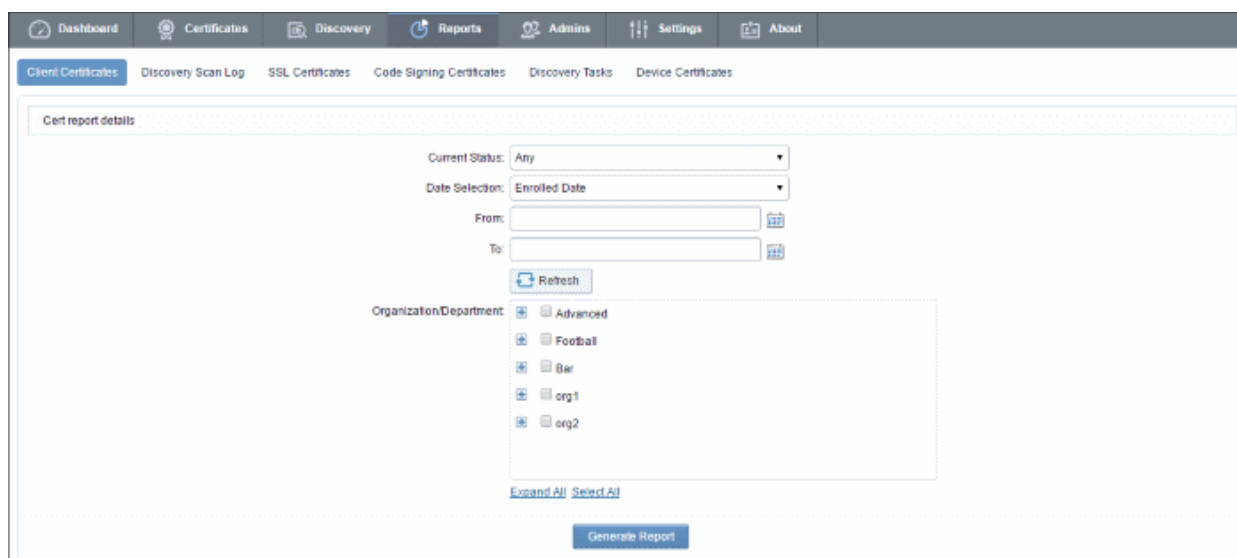 Dashboard Certificates Discovery Reports Admins Settings About
Client Certificates Discovery Scan Log SSL Certificates Code Signing Certificates Discovery Tasks Device Certificates
Cert report details
Current Status: Any
Date Selection: Enrolled Date
From:
To:
Refresh
Organization/Department: Advanced
Football
Bar
org1
org2
Expand All Select All
Generate Report